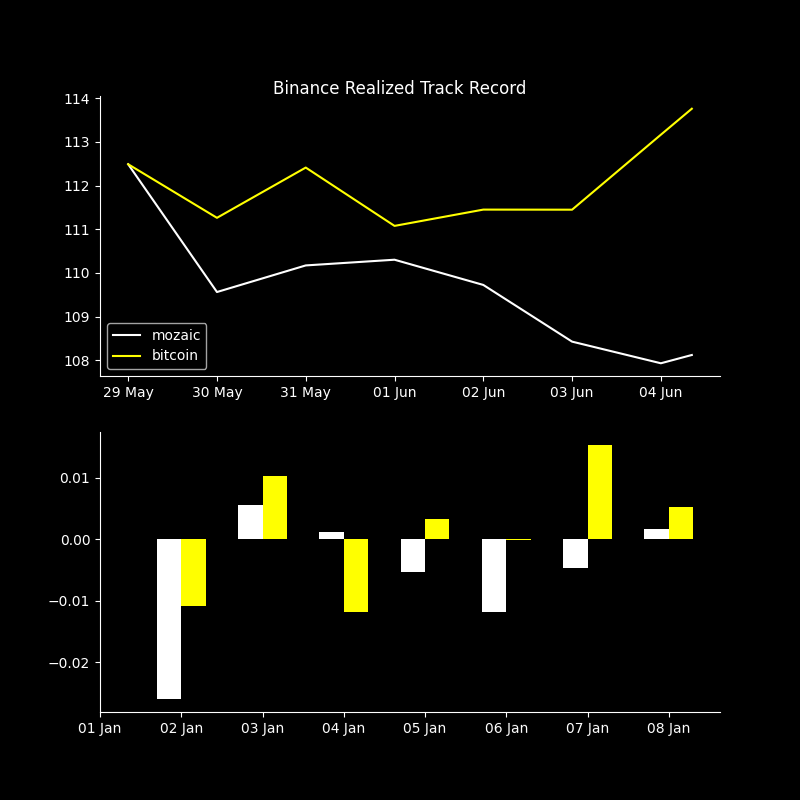 Binance Realized Track Record
114
113
112
111
110
109
108
mozaic
bitcoin
29 May 30 May 31 May 01 Jun 02 Jun 03 Jun 04 Jun
0.01
0.00
−0.01
−0.02
01 Jan 02 Jan 03 Jan 04 Jan 05 Jan 06 Jan 07 Jan 08 Jan